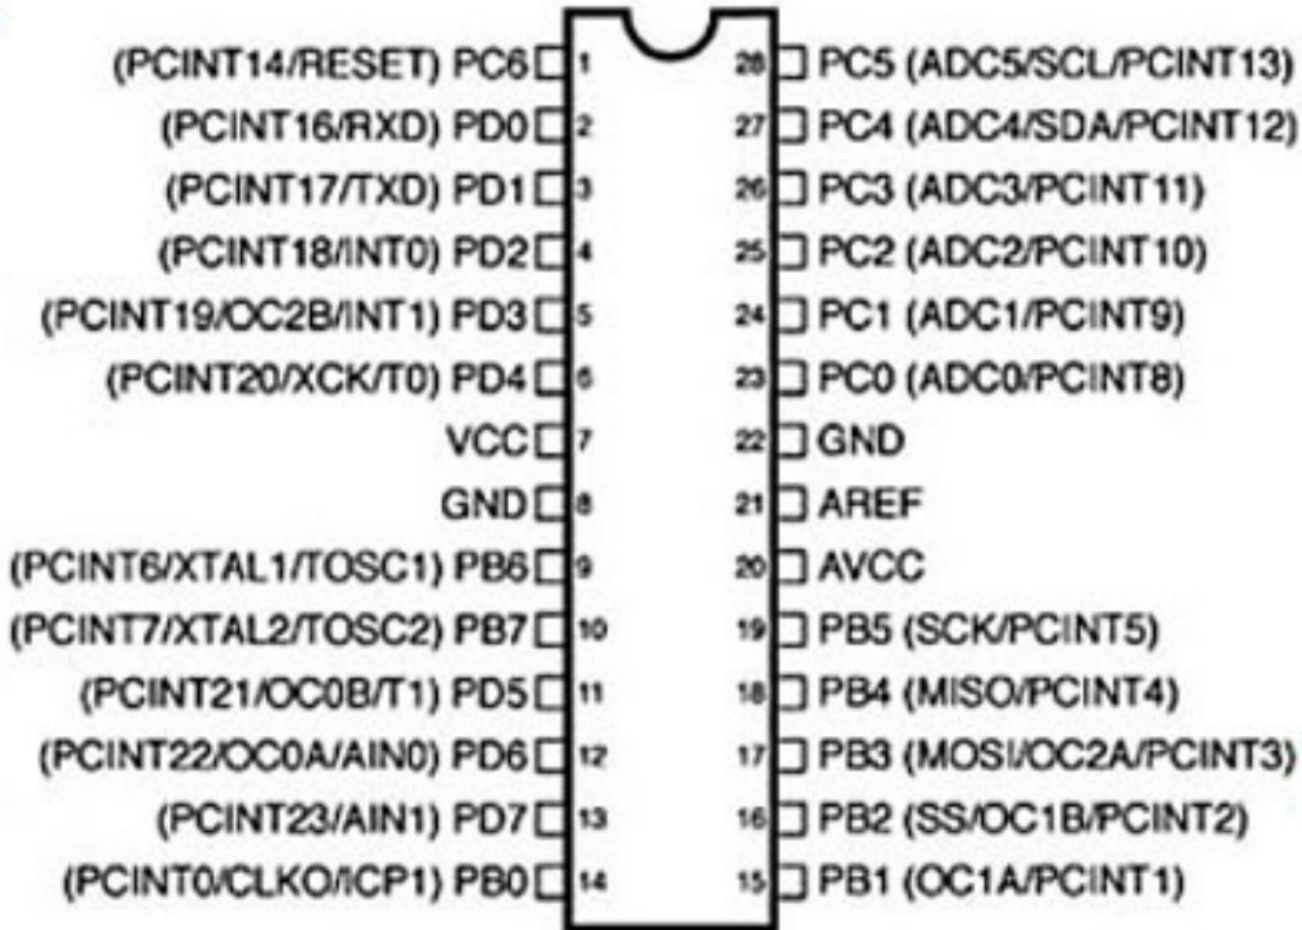 (PCINT14/RESET) PC6 1 28 PC5 (ADC5/SCL/PCINT13)
(PCINT16/RXD) PD0 2 27 PC4 (ADC4/SDA/PCINT12)
(PCINT17/TXD) PD1 3 26 PC3 (ADC3/PCINT11)
(PCINT18/INT0) PD2 4 25 PC2 (ADC2/PCINT10)
(PCINT19/OC2B/INT1) PD3 5 24 PC1 (ADC1/PCINT9)
(PCINT20/XCK/T0) PD4 6 23 PC0 (ADC0/PCINT8)
VCC 7 22 GND
GND 8 21 AREF
(PCINT6/XTAL1/TOSC1) PB6 9 20 AVCC
(PCINT7/XTAL2/TOSC2) PB7 10 19 PB5 (SCK/PCINT5)
(PCINT21/OC0B/T1) PD5 11 18 PB4 (MISO/PCINT4)
(PCINT22/OC0A/AIN0) PD6 12 17 PB3 (MOSI/OC2A/PCINT3)
(PCINT23/AIN1) PD7 13 16 PB2 (SS/OC1B/PCINT2)
(PCINT0/CLKO/ICP1) PB0 14 15 PB1 (OC1A/PCINT1)